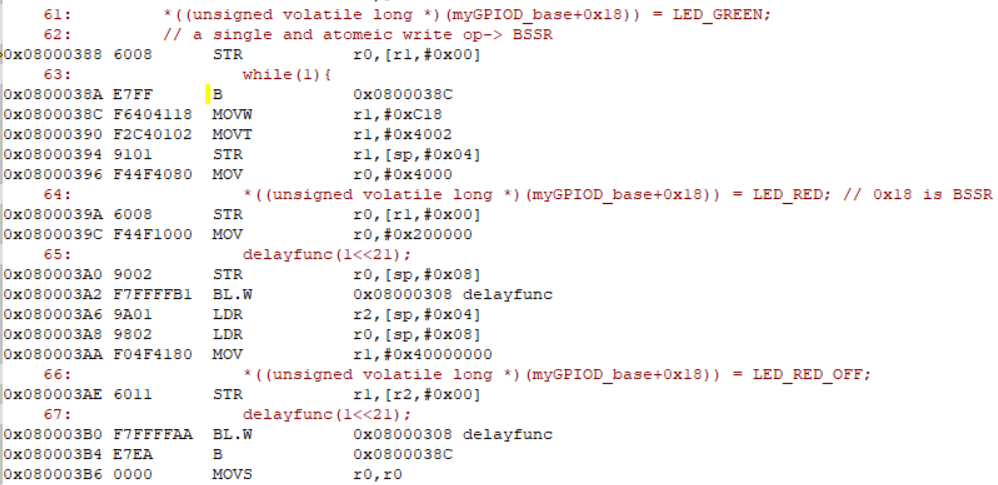 61: *((unsigned volatile long *)(myGPIOD_base+0x18)) = LED_GREEN;
62: // a single and atomeic write op-> BSSR
0x08000388 6008 STR r0,[r1,#0x00]
63: while(1){
0x0800038A E7FF B 0x0800038C
0x0800038C F6404118 MOVW r1,#0xC18
0x08000390 F2C40102 MOVT r1,#0x4002
0x08000394 9101 STR r1,[sp,#0x04]
0x08000396 F44F4080 MOV r0,#0x4000
64: *((unsigned volatile long *)(myGPIOD_base+0x18)) = LED_RED; // 0x18 is BSSR
0x0800039A 6008 STR r0,[r1,#0x00]
0x0800039C F44F1000 MOV r0,#0x200000
65: delayfunc(1<<21);
0x080003A0 9002 STR r0,[sp,#0x08]
0x080003A2 F7FFFFB1 BL.W 0x08000308 delayfunc
0x080003A6 9A01 LDR r2,[sp,#0x04]
0x080003A8 9802 LDR r0,[sp,#0x08]
0x080003AA F04F4180 MOV r1,#0x40000000
66: *((unsigned volatile long *)(myGPIOD_base+0x18)) = LED_RED_OFF;
0x080003AE 6011 STR r1,[r2,#0x00]
67: delayfunc(1<<21);
0x080003B0 F7FFFFAA BL.W 0x08000308 delayfunc
0x080003B4 E7EA B 0x0800038C
0x080003B6 0000 MOVS r0,r0